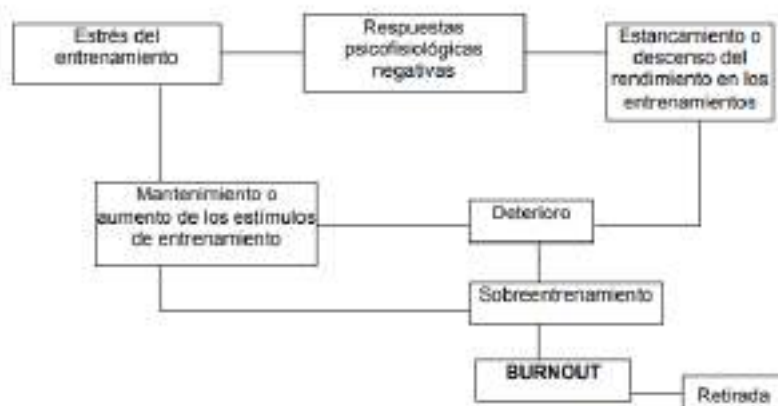 Estrés del
entrenamiento
Respuestas
psicofisiológicas
negativas
Estancamiento o
descenso del
rendimiento en los
entrenamientos
Mantenimiento o
aumento de los estímulos
de entrenamiento
Deterioro
Sobreentrenamiento
BURNOUT
Retirada